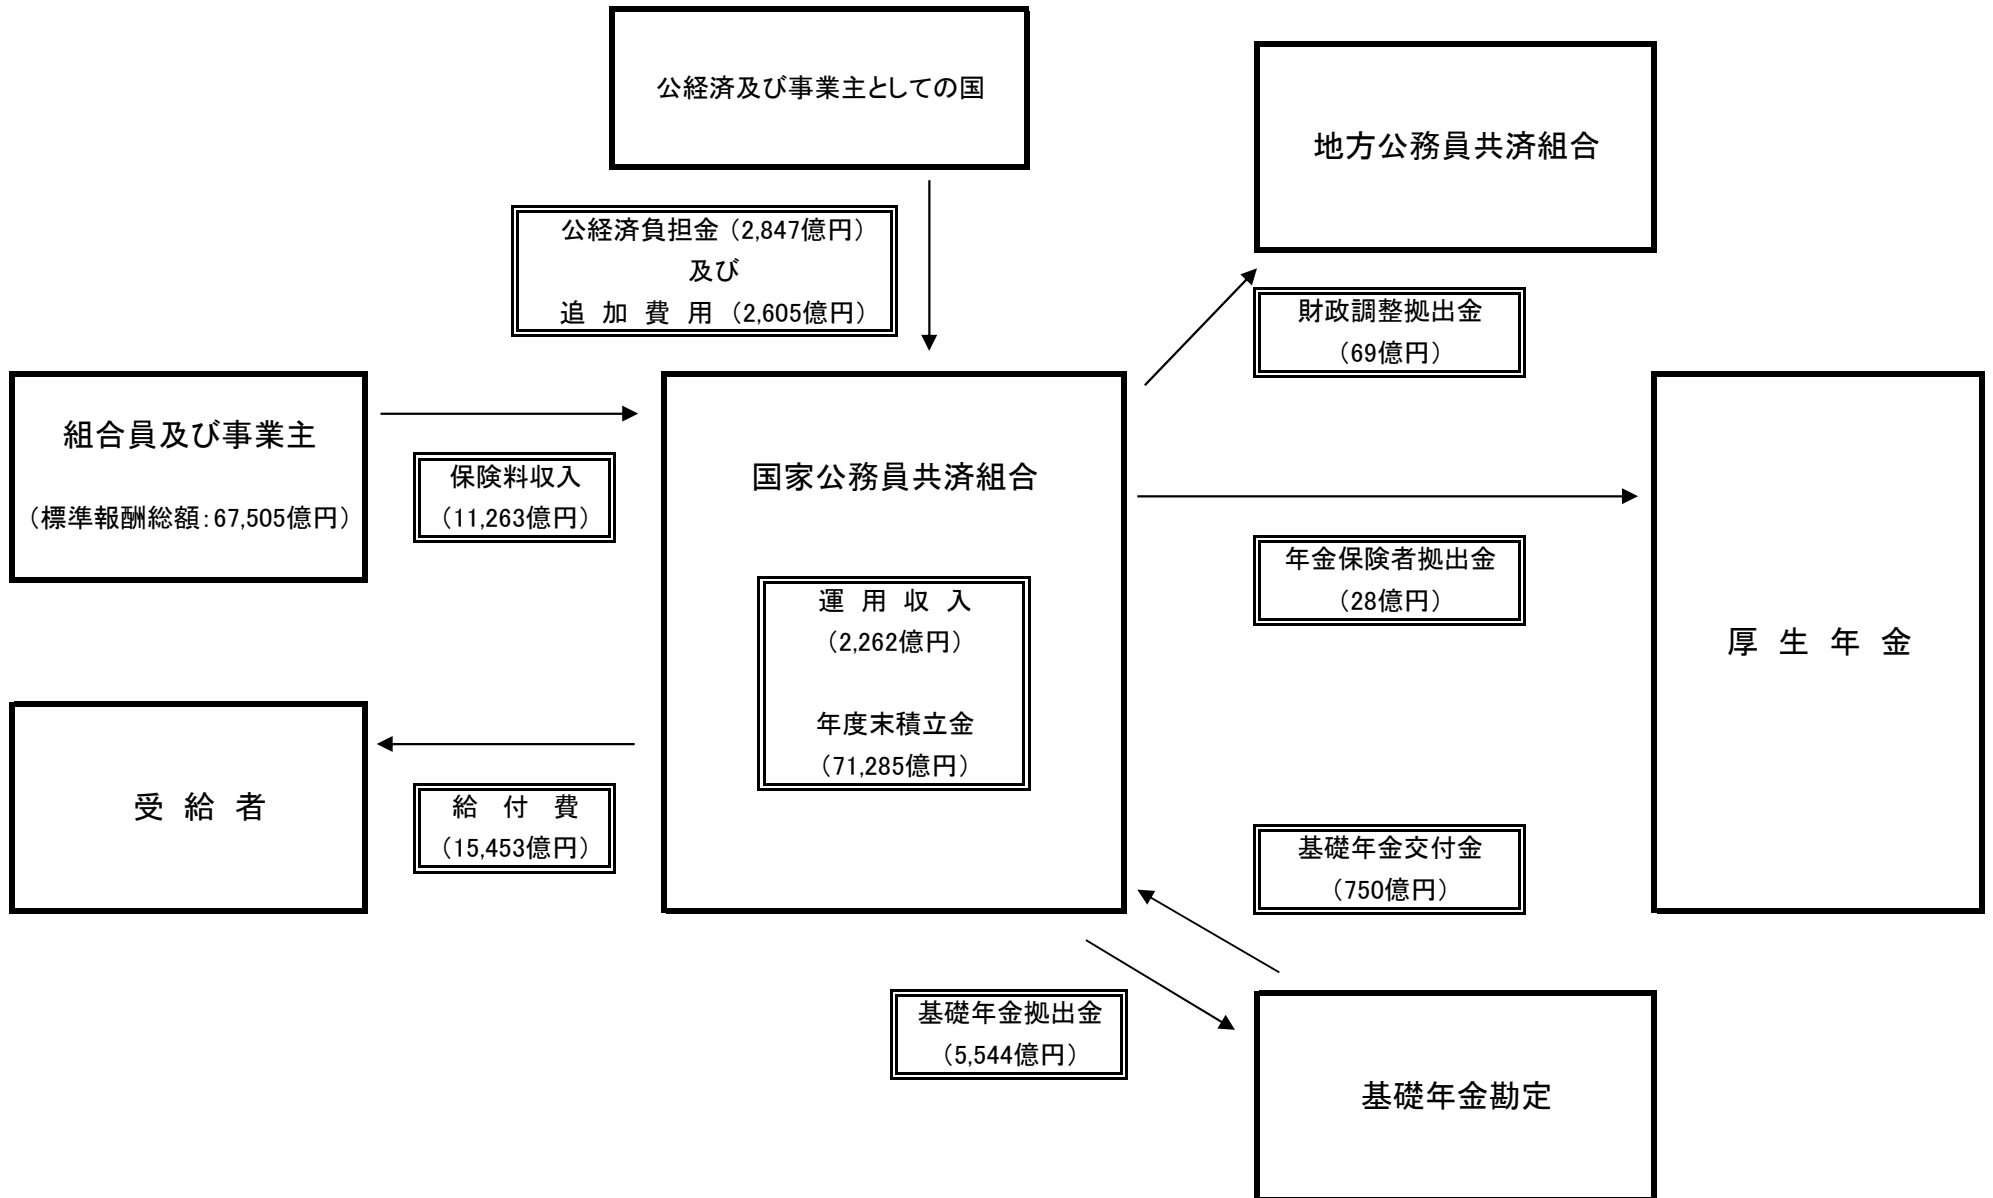 公経済及び事業主としての国
地方公務員共済組合
公経済負担金（2,847億円）
及び
追　加　費　用（2,605億円）
財政調整拠出金
（69億円）
組合員及び事業主
（標準報酬総額：67,505億円）
保険料収入
（11,263億円）
国家公務員共済組合
運　用　収　入
（2,262億円）
年度末積立金
（71,285億円）
年金保険者拠出金
（28億円）
厚　生　年　金
受　給　者
給　付　費
（15,453億円）
基礎年金交付金
（750億円）
基礎年金拠出金
（5,544億円）
基礎年金勘定